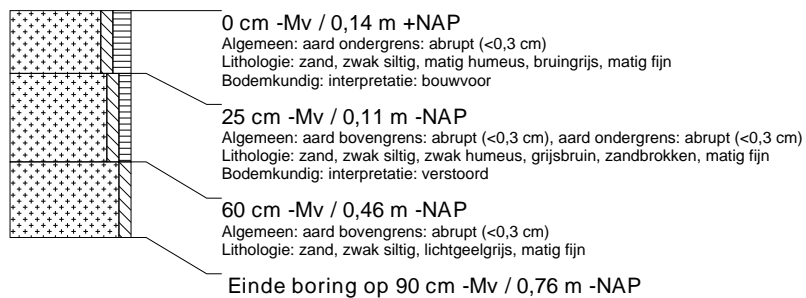 0 cm -Mv / 0,14 m +NAP
Algemeen: aard ondergrens: abrupt (<0,3 cm)
Lithologie: zand, zwak siltig, matig humeus, bruingrijs, matig fijn
Bodemkundig: interpretatie: bouwvoor
25 cm -Mv / 0,11 m -NAP
Algemeen: aard bovengrens: abrupt (<0,3 cm), aard ondergrens: abrupt (<0,3 cm)
Lithologie: zand, zwak siltig, zwak humeus, grijsbruin, zandbrokken, matig fijn
Bodemkundig: interpretatie: verstoord
60 cm -Mv / 0,46 m -NAP
Algemeen: aard bovengrens: abrupt (<0,3 cm)
Lithologie: zand, zwak siltig, lichtgeelgrijs, matig fijn
Einde boring op 90 cm -Mv / 0,76 m -NAP